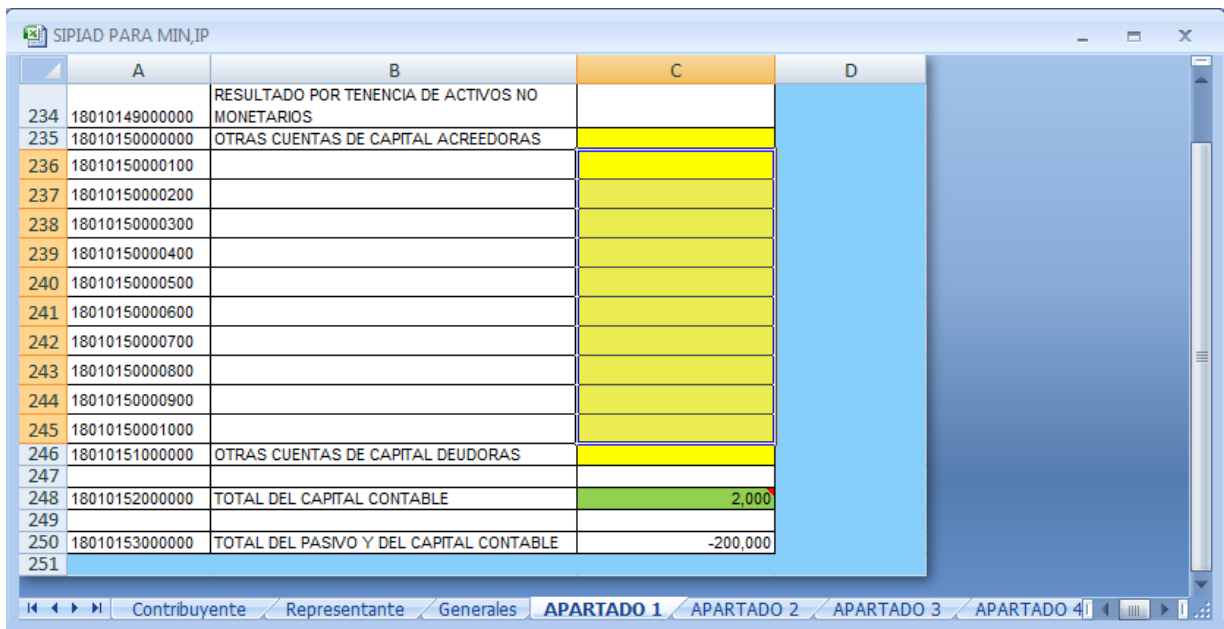 SIPIAD PARA MIN,IP
A B C D
RESULTADO POR TENENCIA DE ACTIVOS NO
234 18010149000000 MONETARIOS
235 18010150000000 OTRAS CUENTAS DE CAPITAL ACREEDORAS
236 18010150000100
237 18010150000200
238 18010150000300
239 18010150000400
240 18010150000500
241 18010150000600
242 18010150000700
243 18010150000800
244 18010150000900
245 18010150001000
246 18010151000000 OTRAS CUENTAS DE CAPITAL DEUDORAS
247
248 18010152000000 TOTAL DEL CAPITAL CONTABLE 2,000
249
250 18010153000000 TOTAL DEL PASIVO Y DEL CAPITAL CONTABLE -200,000
251
Contribuyente Representante Generales APARTADO 1 APARTADO 2 APARTADO 3 APARTADO 4